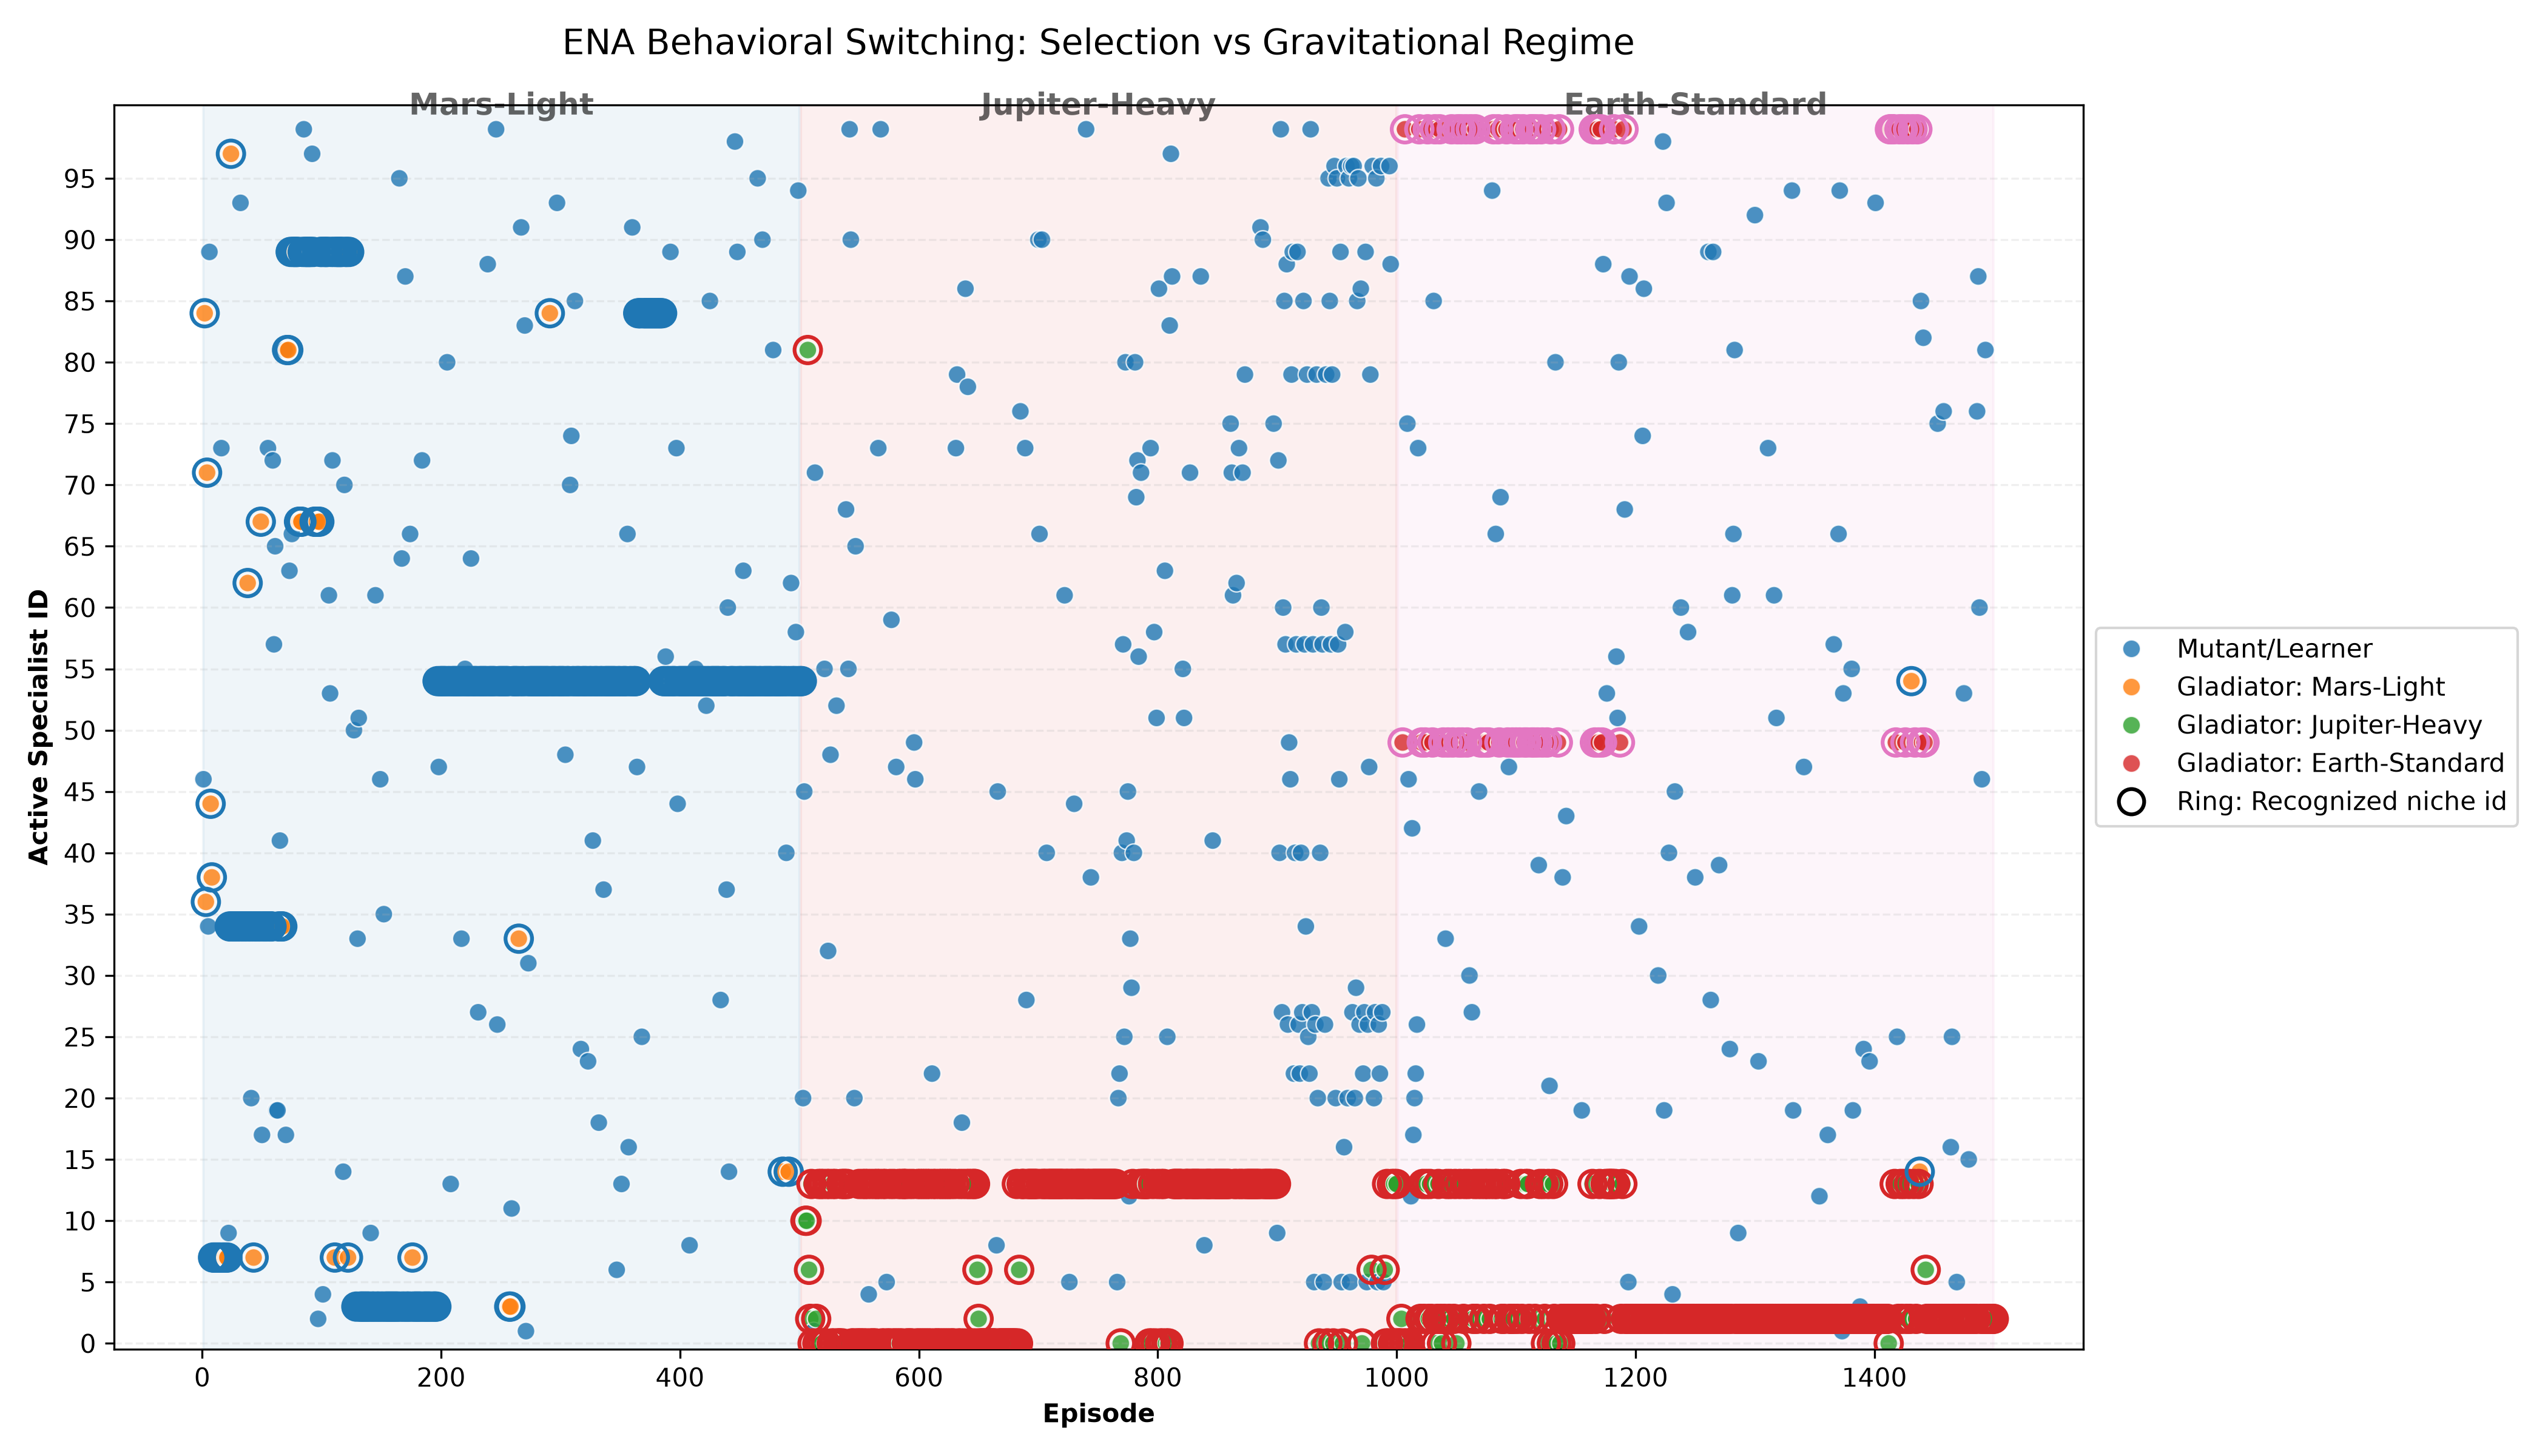 ENA Behavioral Switching: Selection vs Gravitational Regime
Mars-Light
Jupiter-Heavy
Earth-Standard
95
90
85
80
75
70
65
60
55
50
45
40
35
30
25
20
15
10
5
0
Active Specialist ID
0
200
400
600
800
1000
1200
1400
Episode
Mutant/Learner
Gladiator: Mars-Light
Gladiator: Jupiter-Heavy
Gladiator: Earth-Standard
Ring: Recognized niche id